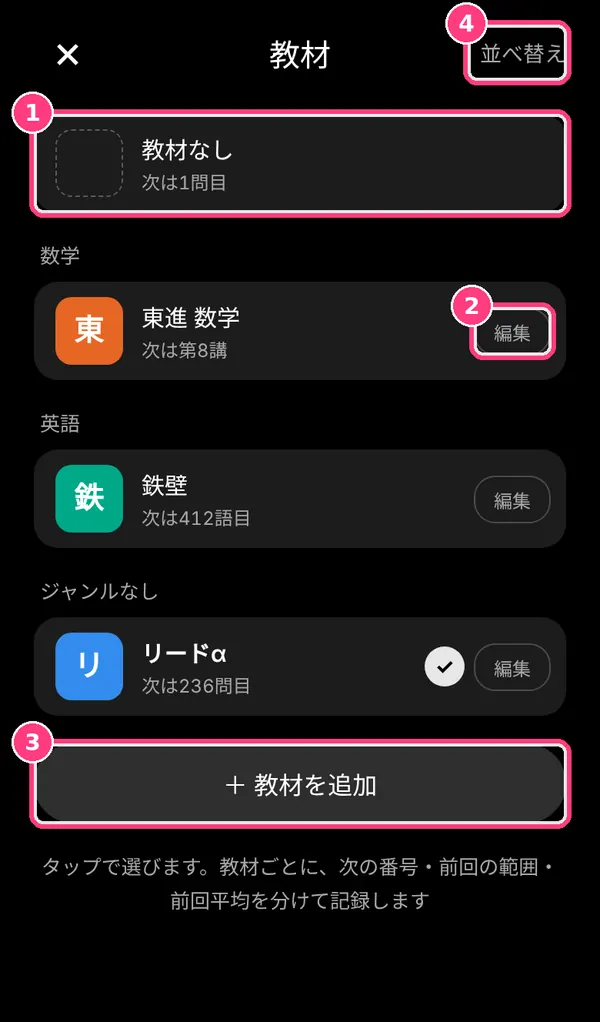 教材
4
並べ替え
1
教材なし
次は1問目
数学
東
東進 数学
次は第8講
2
編集
英語
鉄
鉄壁
次は412語目
編集
ジャンルなし
リ
リードα
次は236問目
編集
3
＋ 教材を追加
タップで選びます。教材ごとに、次の番号・前回の範囲・
前回平均を分けて記録します